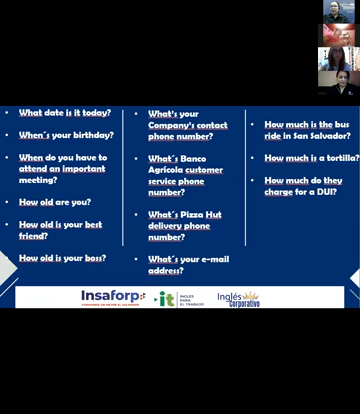 What date is it today?
When´s your birthday?
When do you have to
attend an important
meeting?
How old are you?
How old is your best
friend?
How old is your boss?
What's your
Company's contact
phone number?
What´s Banco
Agrícola customer
service phone
number?
What´s Pizza Hut
delivery phone
number?
What´s your e-mail
address?
How much is the bus
ride in San Salvador?
How much is a tortilla?
How much do they
charge for a DUI?
Insaforp
it
INGLÉS
PARA
EL TRABAJO
Inglés
Corporativo